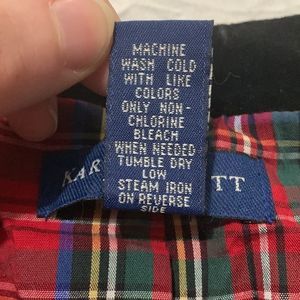 MACHINE
WASH COLD
WITH LIKE
COLORS
ONLY NON-
CHLORINE
BLEACH
WHEN NEEDED
TUMBLE DRY
LOW
STEAM IRON
ON REVERSE
SIDE